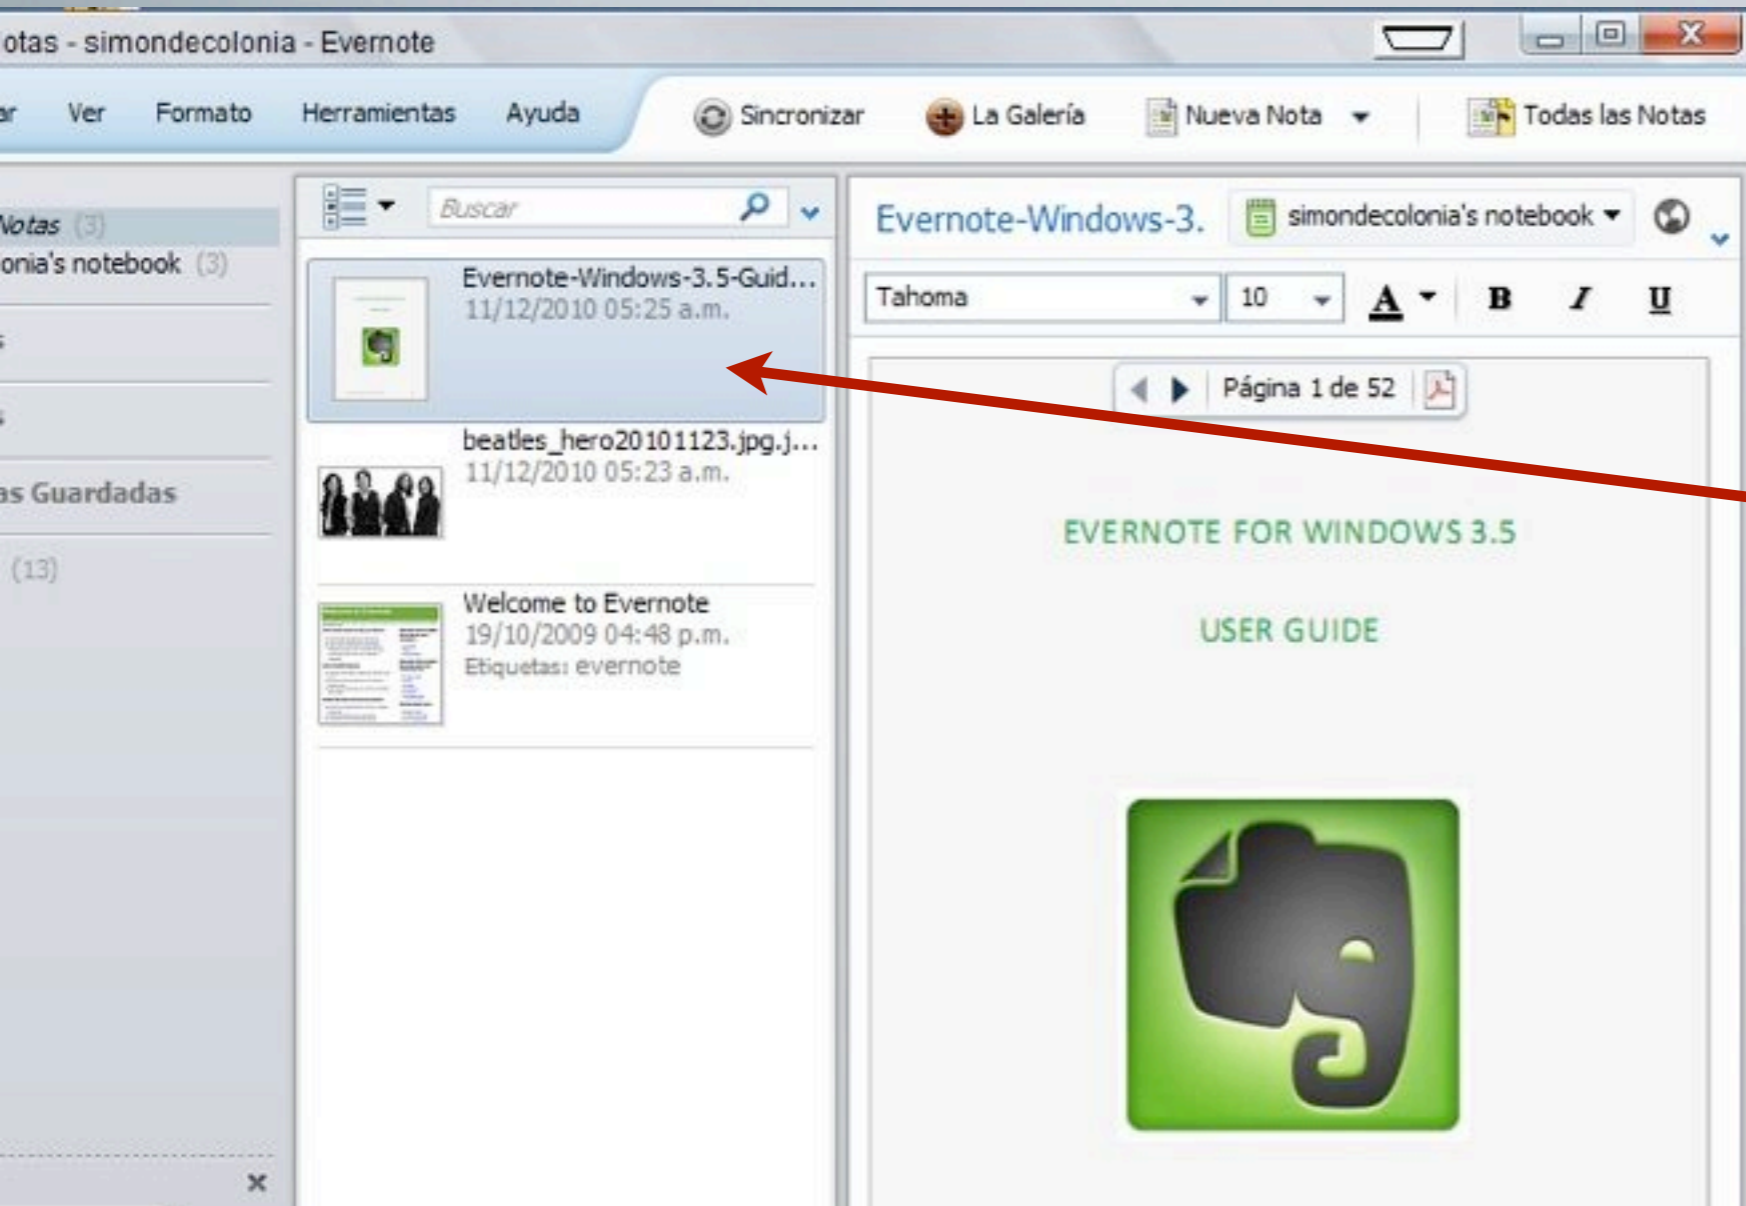 otas - simondecolonia - Evernote
ar Ver Formato Herramientas Ayuda Sincronizar La Galería Nueva Nota Todas las Notas
Notas (3)
onia's notebook (3)
s
s
as Guardadas
(13)
Buscar
Evernote-Windows-3.5-Guid...
11/12/2010 05:25 a.m.
beatles_hero20101123.jpg.j...
11/12/2010 05:23 a.m.
Welcome to Evernote
19/10/2009 04:48 p.m.
Etiquetas: evernote
Evernote-Windows-3. simondecolonia's notebook
Tahoma 10 A B I U
Página 1 de 52
EVERNOTE FOR WINDOWS 3.5
USER GUIDE